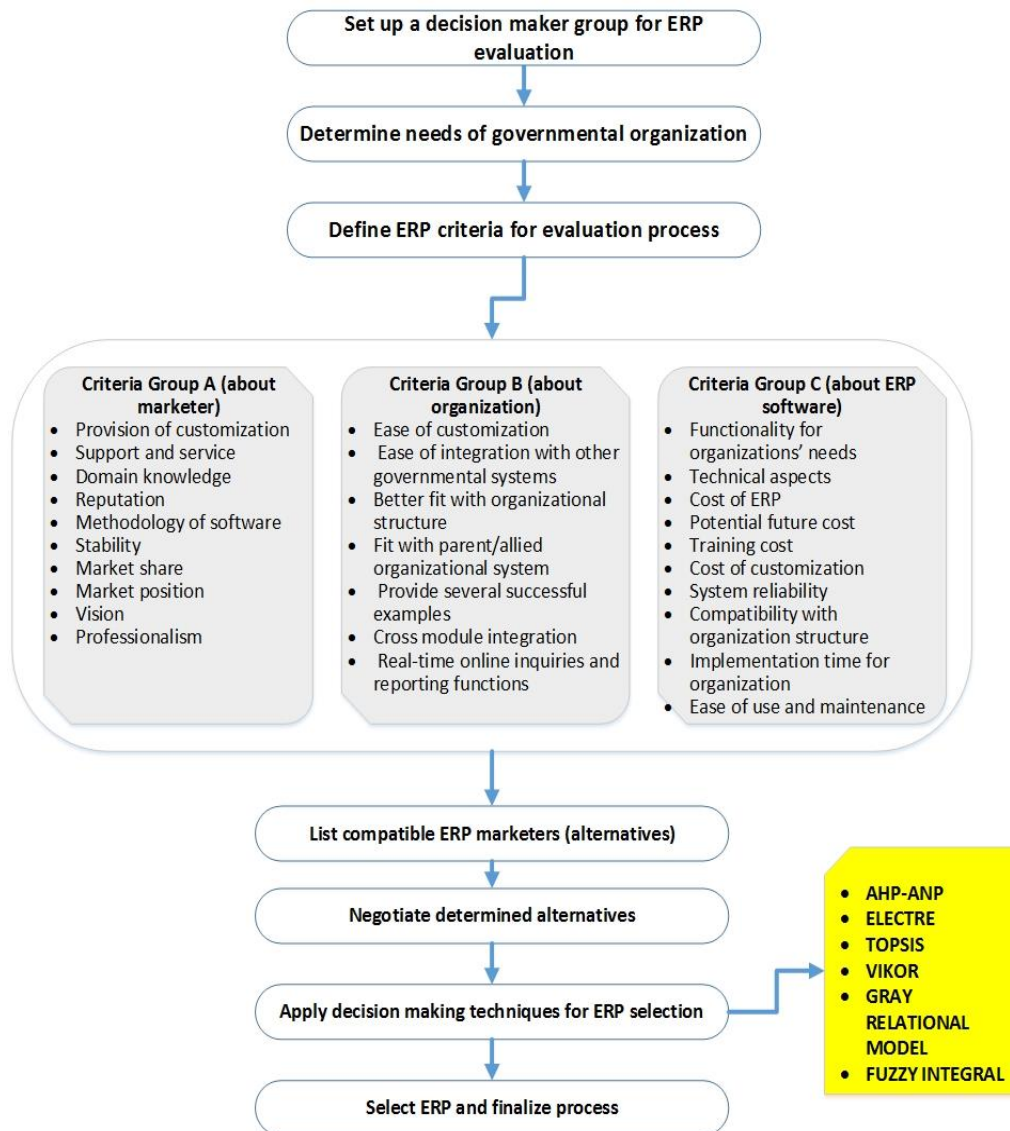 Set up a decision maker group for ERP
evaluation
Determine needs of governmental organization
Define ERP criteria for evaluation process
Criteria Group A (about
marketer)
• Provision of customization
• Support and service
• Domain knowledge
• Reputation
• Methodology of software
• Stability
• Market share
• Market position
• Vision
• Professionalism
Criteria Group B (about
organization)
• Ease of customization
• Ease of integration with other
governmental systems
• Better fit with organizational
structure
• Fit with parent/allied
organizational system
• Provide several successful
examples
• Cross module integration
• Real-time online inquiries and
reporting functions
Criteria Group C (about ERP
software)
• Functionality for
organizations’ needs
• Technical aspects
• Cost of ERP
• Potential future cost
• Training cost
• Cost of customization
• System reliability
• Compatibility with
organization structure
• Implementation time for
organization
• Ease of use and maintenance
List compatible ERP marketers (alternatives)
Negotiate determined alternatives
Apply decision making techniques for ERP selection
• AHP-ANP
• ELECTRE
• TOPSIS
• VIKOR
• GRAY
RELATIONAL
MODEL
• FUZZY INTEGRAL
Select ERP and finalize process